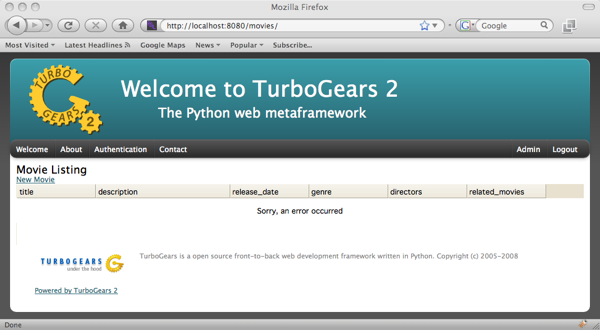 Mozilla Firefox
http://localhost:8080/movies/
Google
Most Visited Latest Headlines Google Maps News Popular Subscribe...
TURBO
GEARS
2
Welcome to TurboGears 2
The Python web metaframework
Welcome About Authentication Contact Admin Logout
Movie Listing
New Movie
title description release_date genre directors related_movies
Sorry, an error occurred
TURBOGEARS
under the hood
TurboGears is a open source front-to-back web development framework written in Python. Copyright (c) 2005-2008
Powered by TurboGears 2
Done